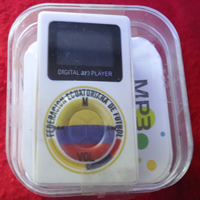 DIGITAL MP3 PLAYER
M
FEDERACION ECUATORIANA DE FUTBOL
VOL
MP3